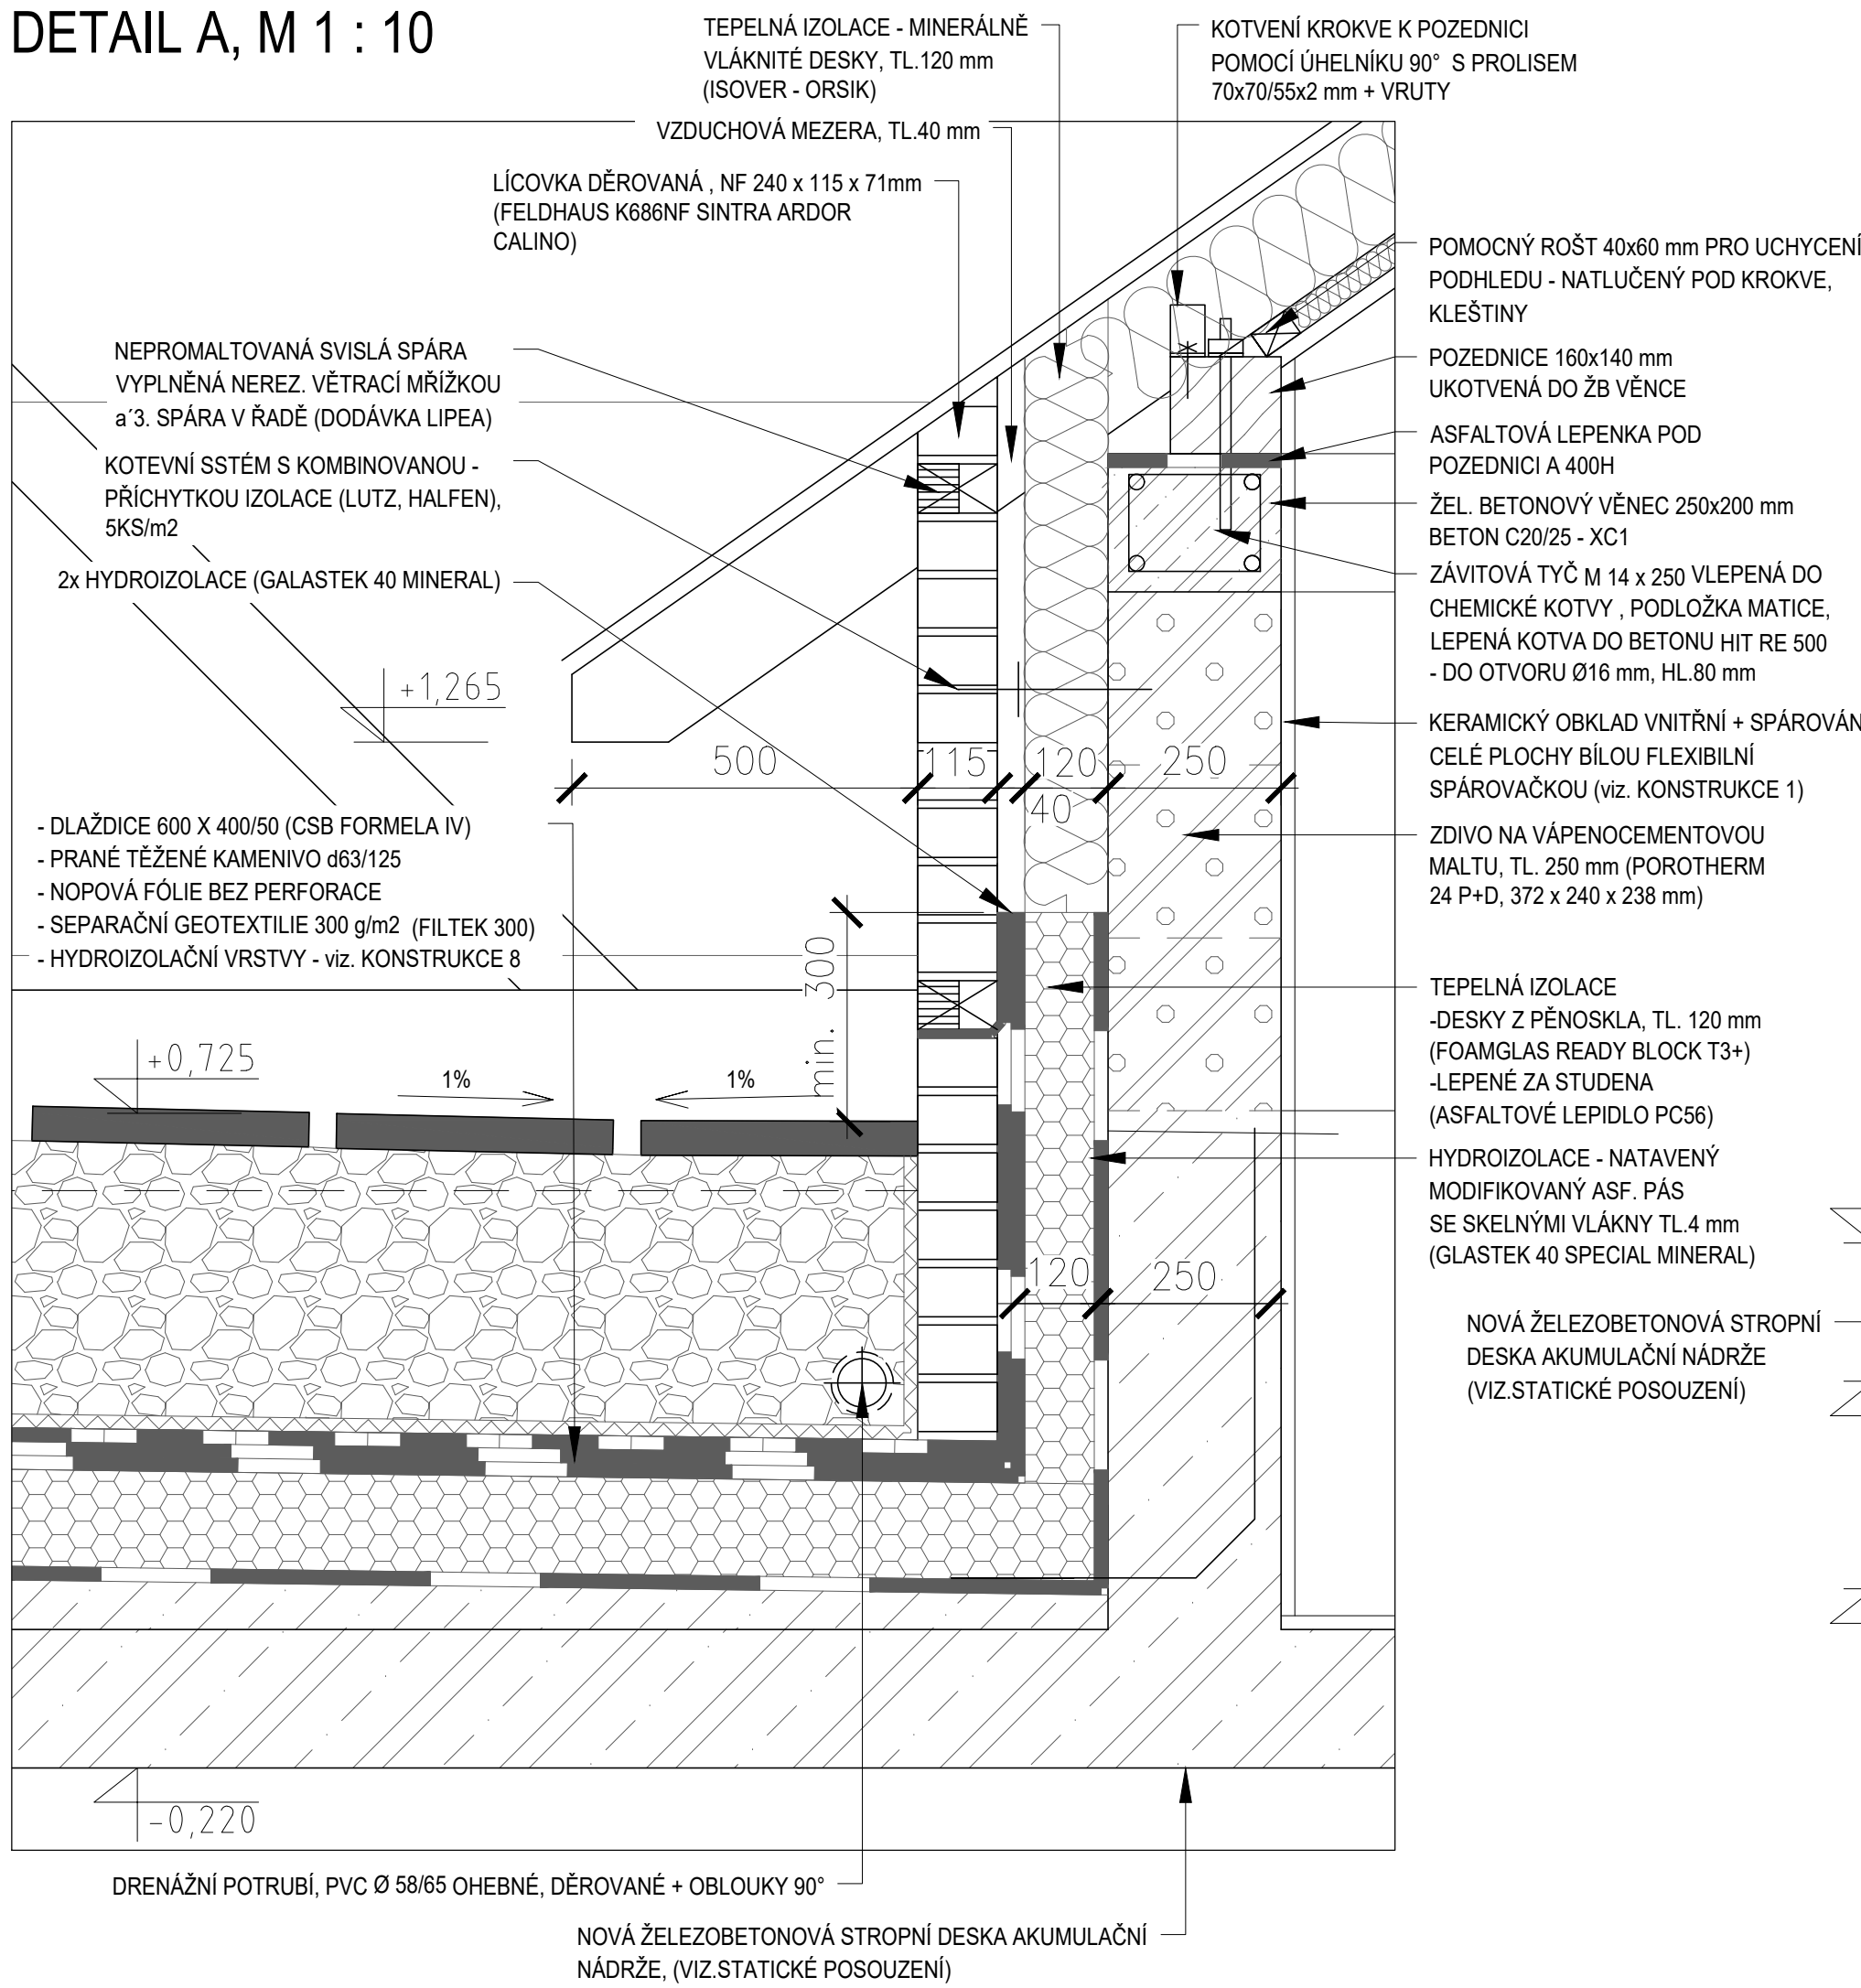 DETAIL A, M 1 : 10
TEPELNÁ IZOLACE - MINERÁLNĚ
VLÁKNITÉ DESKY, TL.120 mm
(ISOVER - ORSIK)
KOTVENÍ KROKVE K POZEDNICI
POMOCÍ ÚHELNÍKU 90° S PROLISEM
70x70/55x2 mm + VRUTY
VZDUCHOVÁ MEZERA, TL.40 mm
LÍCOVKA DĚROVANÁ , NF 240 x 115 x 71mm
(FELDHAUS K686NF SINTRA ARDOR
CALINO)
POMOCNÝ ROŠT 40x60 mm PRO UCHYCENÍ
PODHLEDU - NATLUČENÝ POD KROKVE,
KLEŠTINY
NEPROMALTOVANÁ SVISLÁ SPÁRA
VYPLNĚNÁ NEREZ. VĚTRACÍ MŘÍŽKOU
a´3. SPÁRA V ŘADĚ (DODÁVKA LIPEA)
POZEDNICE 160x140 mm
UKOTVENÁ DO ŽB VĚNCE
ASFALTOVÁ LEPENKA POD
POZEDNICI A 400H
KOTEVNÍ SSTÉM S KOMBINOVANOU -
PŘÍCHYTKOU IZOLACE (LUTZ, HALFEN),
5KS/m2
ŽEL. BETONOVÝ VĚNEC 250x200 mm
BETON C20/25 - XC1
2x HYDROIZOLACE (GALASTEK 40 MINERAL)
ZÁVITOVÁ TYČ M 14 x 250 VLEPENÁ DO
CHEMICKÉ KOTVY , PODLOŽKA MATICE,
LEPENÁ KOTVA DO BETONU HIT RE 500
- DO OTVORU Ø16 mm, HL.80 mm
+1,265
KERAMICKÝ OBKLAD VNITŘNÍ + SPÁROVÁN
CELÉ PLOCHY BÍLOU FLEXIBILNÍ
SPÁROVAČKOU (viz. KONSTRUKCE 1)
500
115
120
250
40
- DLAŽDICE 600 X 400/50 (CSB FORMELA IV)
- PRANÉ TĚŽENÉ KAMENIVO d63/125
- NOPOVÁ FÓLIE BEZ PERFORACE
- SEPARAČNÍ GEOTEXTILIE 300 g/m2 (FILTEK 300)
- HYDROIZOLAČNÍ VRSTVY - viz. KONSTRUKCE 8
ZDIVO NA VÁPENOCEMENTOVOU
MALTU, TL. 250 mm (POROTHERM
24 P+D, 372 x 240 x 238 mm)
min. 300
TEPELNÁ IZOLACE
-DESKY Z PĚNOSKLA, TL. 120 mm
(FOAMGLAS READY BLOCK T3+)
-LEPENÉ ZA STUDENA
(ASFALTOVÉ LEPIDLO PC56)
+0,725
1%
1%
HYDROIZOLACE - NATAVENÝ
MODIFIKOVANÝ ASF. PÁS
SE SKELNÝMI VLÁKNY TL.4 mm
(GLASTEK 40 SPECIAL MINERAL)
120
250
NOVÁ ŽELEZOBETONOVÁ STROPNÍ
DESKA AKUMULAČNÍ NÁDRŽE
(VIZ.STATICKÉ POSOUZENÍ)
-0,220
DRENÁŽNÍ POTRUBÍ, PVC Ø 58/65 OHEBNÉ, DĚROVANÉ + OBLOUKY 90°
NOVÁ ŽELEZOBETONOVÁ STROPNÍ DESKA AKUMULAČNÍ
NÁDRŽE, (VIZ.STATICKÉ POSOUZENÍ)